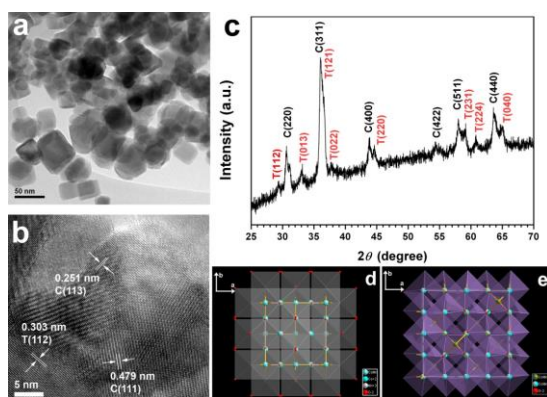 a
50 nm
b
0.251 nm
C(113)
0.303 nm
T(112)
0.479 nm
C(111)
5 nm
c
Intensity (a.u.)
T(112)
C(220)
T(013)
C(311)
T(121)
T(022)
C(400)
T(220)
C(422)
C(511)
T(231)
T(224)
C(440)
T(040)
25 30 35 40 45 50 55 60 65 70
2θ (degree)
d
b
a
e
b
a